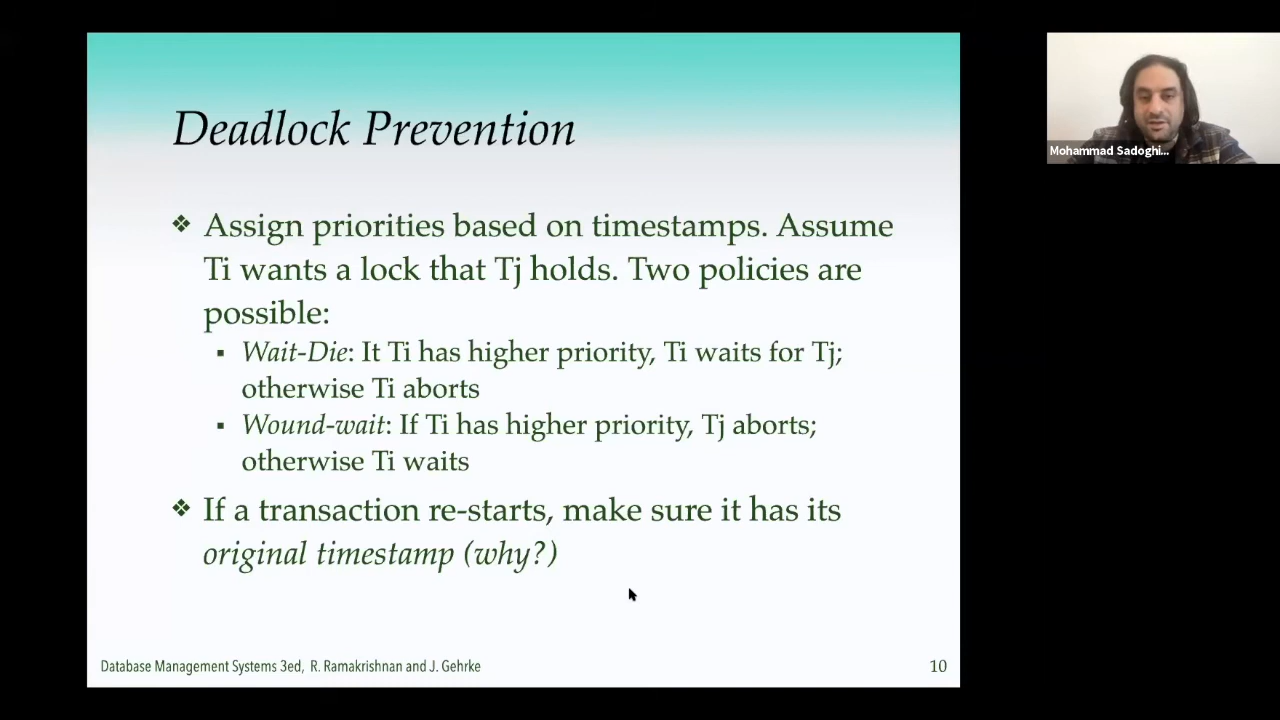 Deadlock Prevention
❖ Assign priorities based on timestamps. Assume
Ti wants a lock that Tj holds. Two policies are
possible:
▪ Wait-Die: It Ti has higher priority, Ti waits for Tj;
otherwise Ti aborts
▪ Wound-wait: If Ti has higher priority, Tj aborts;
otherwise Ti waits
❖ If a transaction re-starts, make sure it has its
original timestamp (why?)
Database Management Systems 3ed, R. Ramakrishnan and J. Gehrke
10
Mohammad Sadoghi...